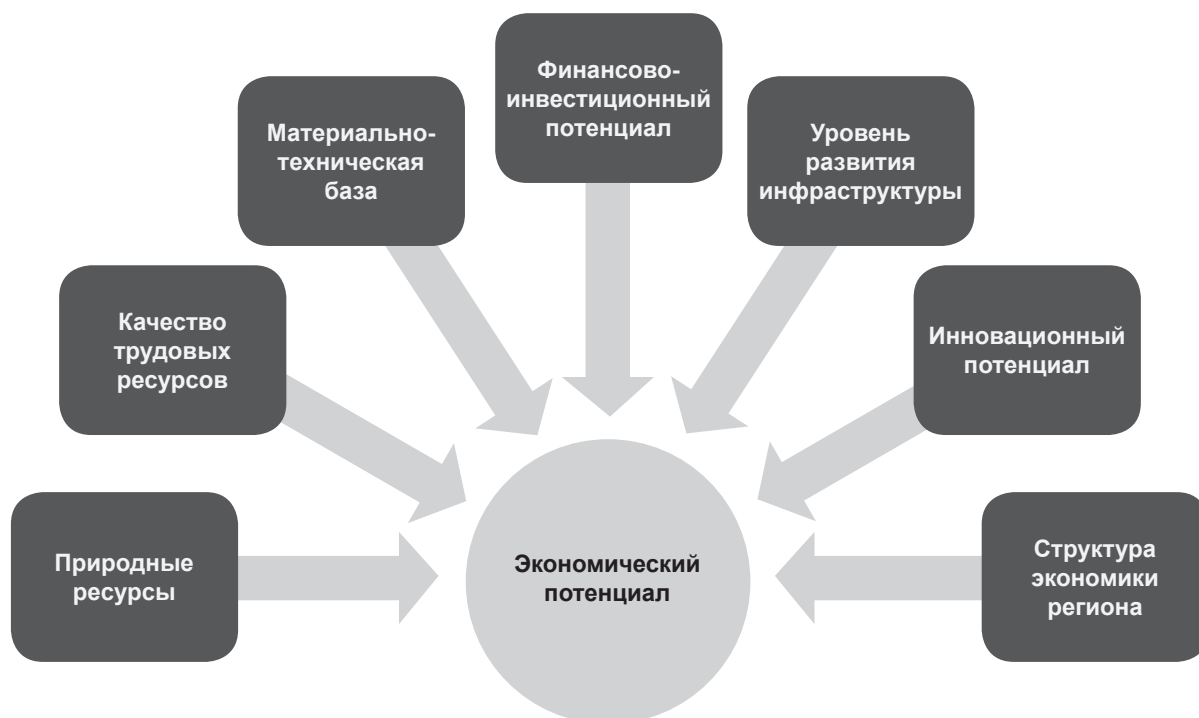 Финансово-
инвестиционный
потенциал
Материально-
техническая
база
Уровень
развития
инфраструктуры
Качество
трудовых
ресурсов
Инновационный
потенциал
Природные
ресурсы
Экономический
потенциал
Структура
экономики
региона